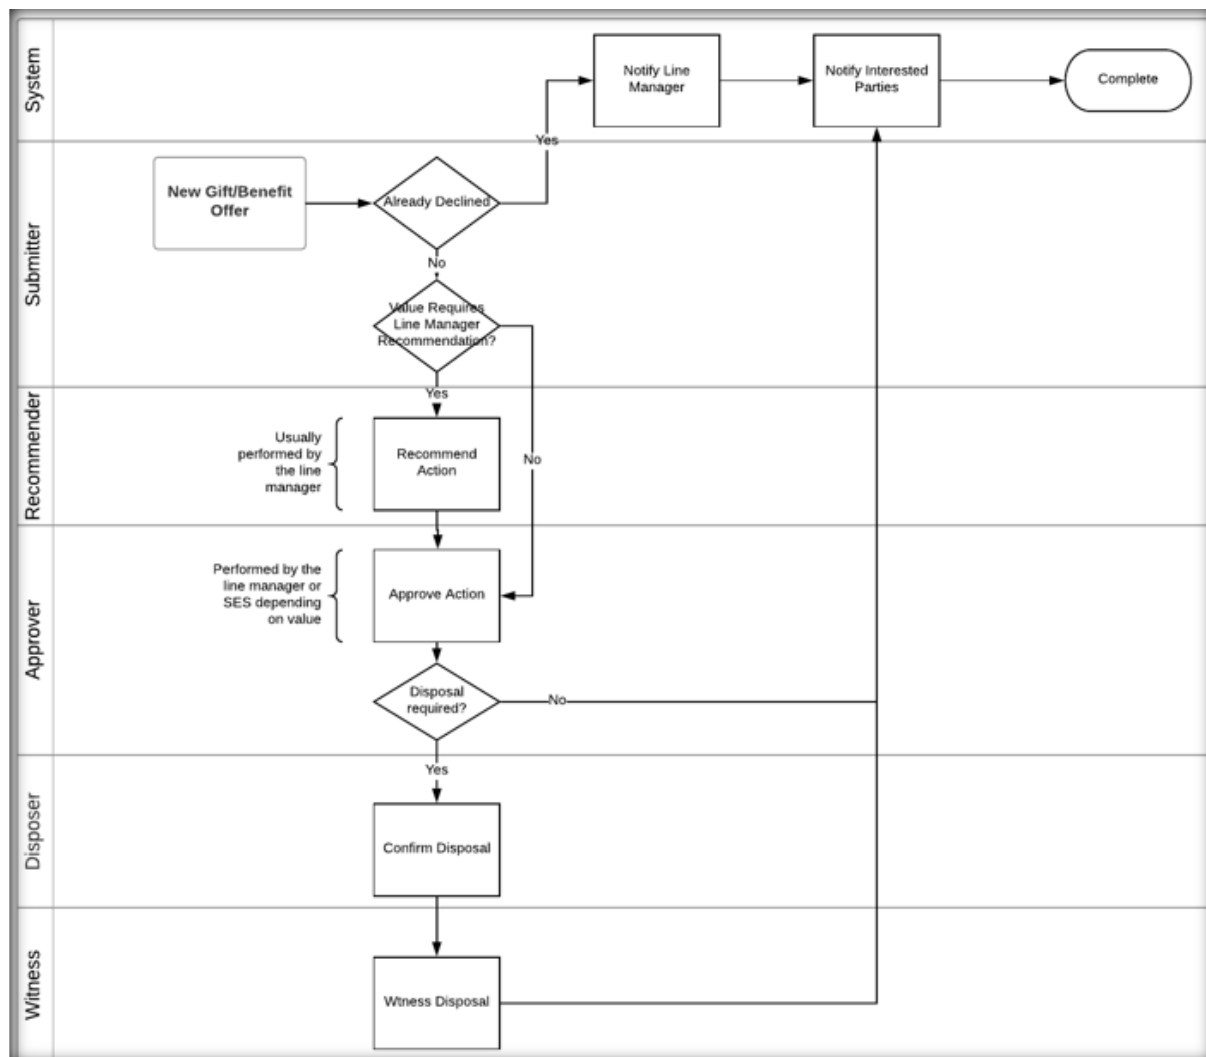 System
Notify Line
Manager
Notify Interested
Parties
Complete
Yes
Submitter
New Gift/Benefit
Offer
Already Declined
No
Value Requires
Line Manager
Recommendation?
Yes
Recommender
Usually
performed by
the line
manager
Recommend
Action
No
Approver
Performed by the
line manager or
SES depending
on value
Approve Action
Disposal
required?
No
Yes
Disposer
Confirm Disposal
Witness
Wtness Disposal